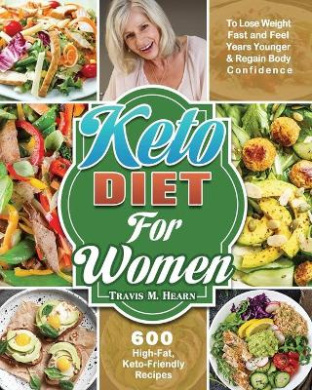 To Lose Weight
Fast and Feel
Years Younger
& Regain Body
Confidence
Keto
DIET
For
Women
TRAVIS M. HEARN
600
High-Fat,
Keto-Friendly
Recipes